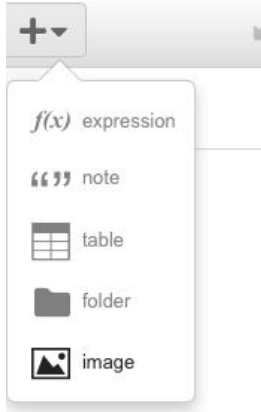 f(x) expression
“ ” note
table
folder
image